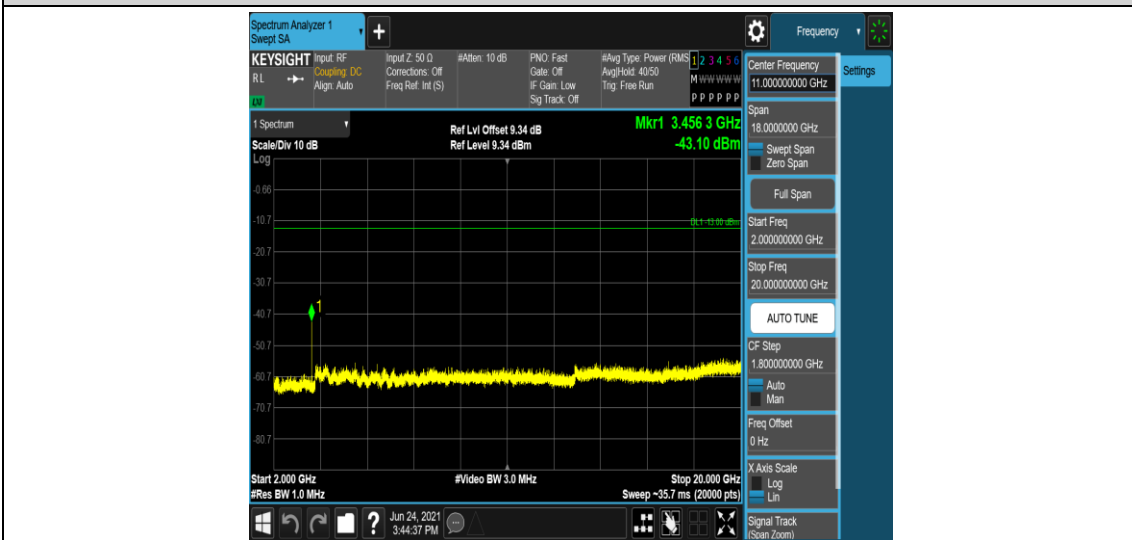 Spectrum Analyzer 1
Swept SA
+
Frequency
KEYSIGHT
RL
LXI
Input: RF
Coupling: DC
Align: Auto
Input Z: 50 Ω
Corrections: Off
Freq Ref: Int (S)
#Atten: 10 dB
PNO: Fast
Gate: Off
IF Gain: Low
Sig Track: Off
#Avg Type: Power (RMS
Avg|Hold: 40/50
Trig: Free Run
1 2 3 4 5 6
M W W W W W
P P P P P P
1 Spectrum
Scale/Div 10 dB
Log
Ref Lvl Offset 9.34 dB
Ref Level 9.34 dBm
Mkr1 3.456 3 GHz
-43.10 dBm
-0.66
-10.7
DL1 -13.00 dBm
-20.7
-30.7
-40.7
1
-50.7
-60.7
-70.7
-80.7
Start 2.000 GHz
#Res BW 1.0 MHz
#Video BW 3.0 MHz
Stop 20.000 GHz
Sweep ~35.7 ms (20000 pts)
?
Jun 24, 2021
3:44:37 PM
Center Frequency
11.000000000 GHz
Settings
Span
18.0000000 GHz
Swept Span
Zero Span
Full Span
Start Freq
2.000000000 GHz
Stop Freq
20.000000000 GHz
AUTO TUNE
CF Step
1.800000000 GHz
Auto
Man
Freq Offset
0 Hz
X Axis Scale
Log
Lin
Signal Track
(Span Zoom)